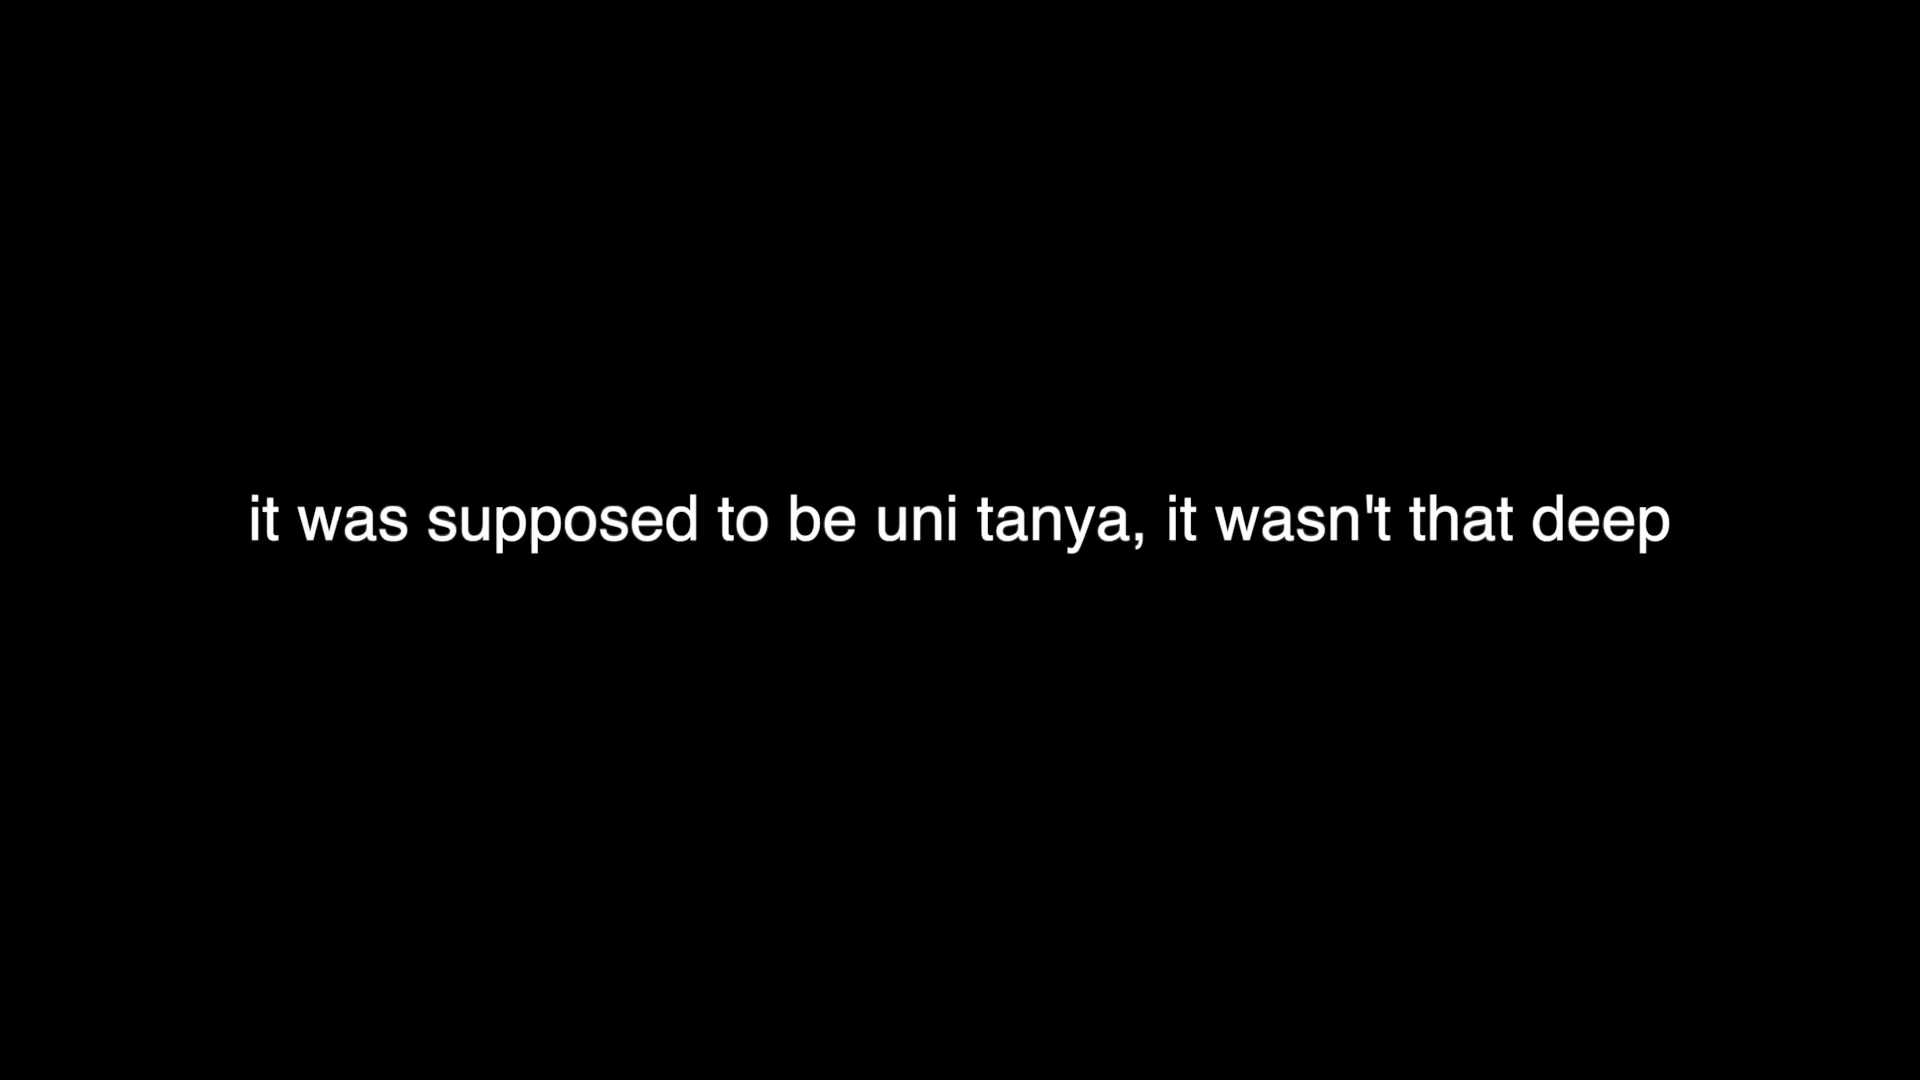 it was supposed to be uni tanya, it wasn't that deep